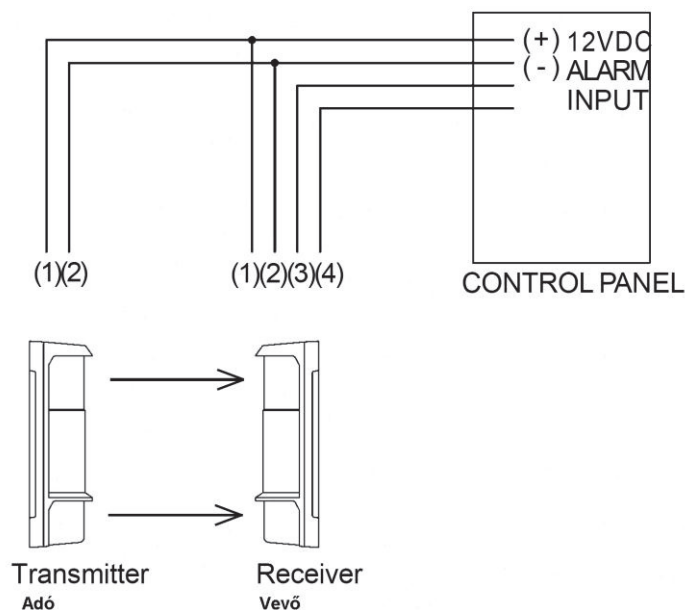 (+) 12VDC
(-) ALARM
INPUT
(1)(2)
(1)(2)(3)(4)
CONTROL PANEL
Transmitter
Receiver
Adó
Vevő